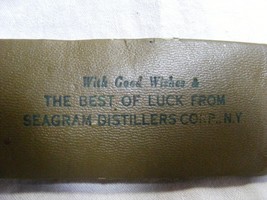 With Good Wishes &
THE BEST OF LUCK FROM
SEAGRAM DISTILLERS CORP. N.Y